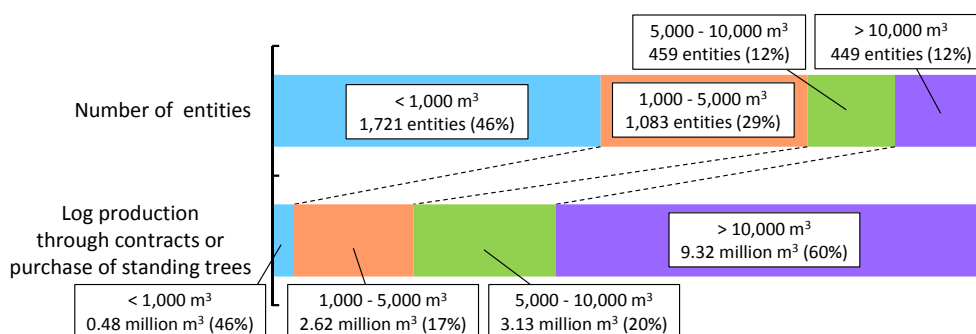 5,000 - 10,000 m³
459 entities (12%)
> 10,000 m³
449 entities (12%)
Number of entities
< 1,000 m³
1,721 entities (46%)
1,000 - 5,000 m³
1,083 entities (29%)
Log production
through contracts or
purchase of standing trees
> 10,000 m³
9.32 million m³ (60%)
< 1,000 m³
0.48 million m³ (46%)
1,000 - 5,000 m³
2.62 million m³ (17%)
5,000 - 10,000 m³
3.13 million m³ (20%)